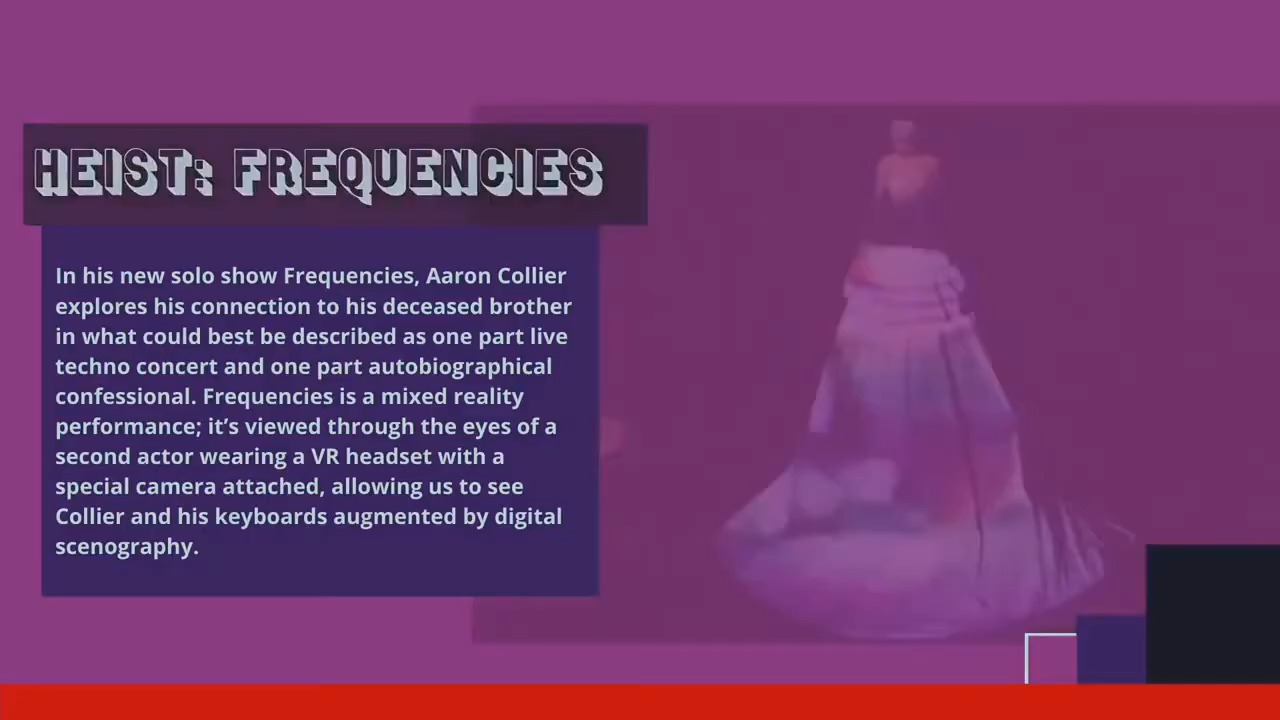 HEIST: FREQUENCIES
In his new solo show Frequencies, Aaron Collier
explores his connection to his deceased brother
in what could best be described as one part live
techno concert and one part autobiographical
confessional. Frequencies is a mixed reality
performance; it’s viewed through the eyes of a
second actor wearing a VR headset with a
special camera attached, allowing us to see
Collier and his keyboards augmented by digital
scenography.